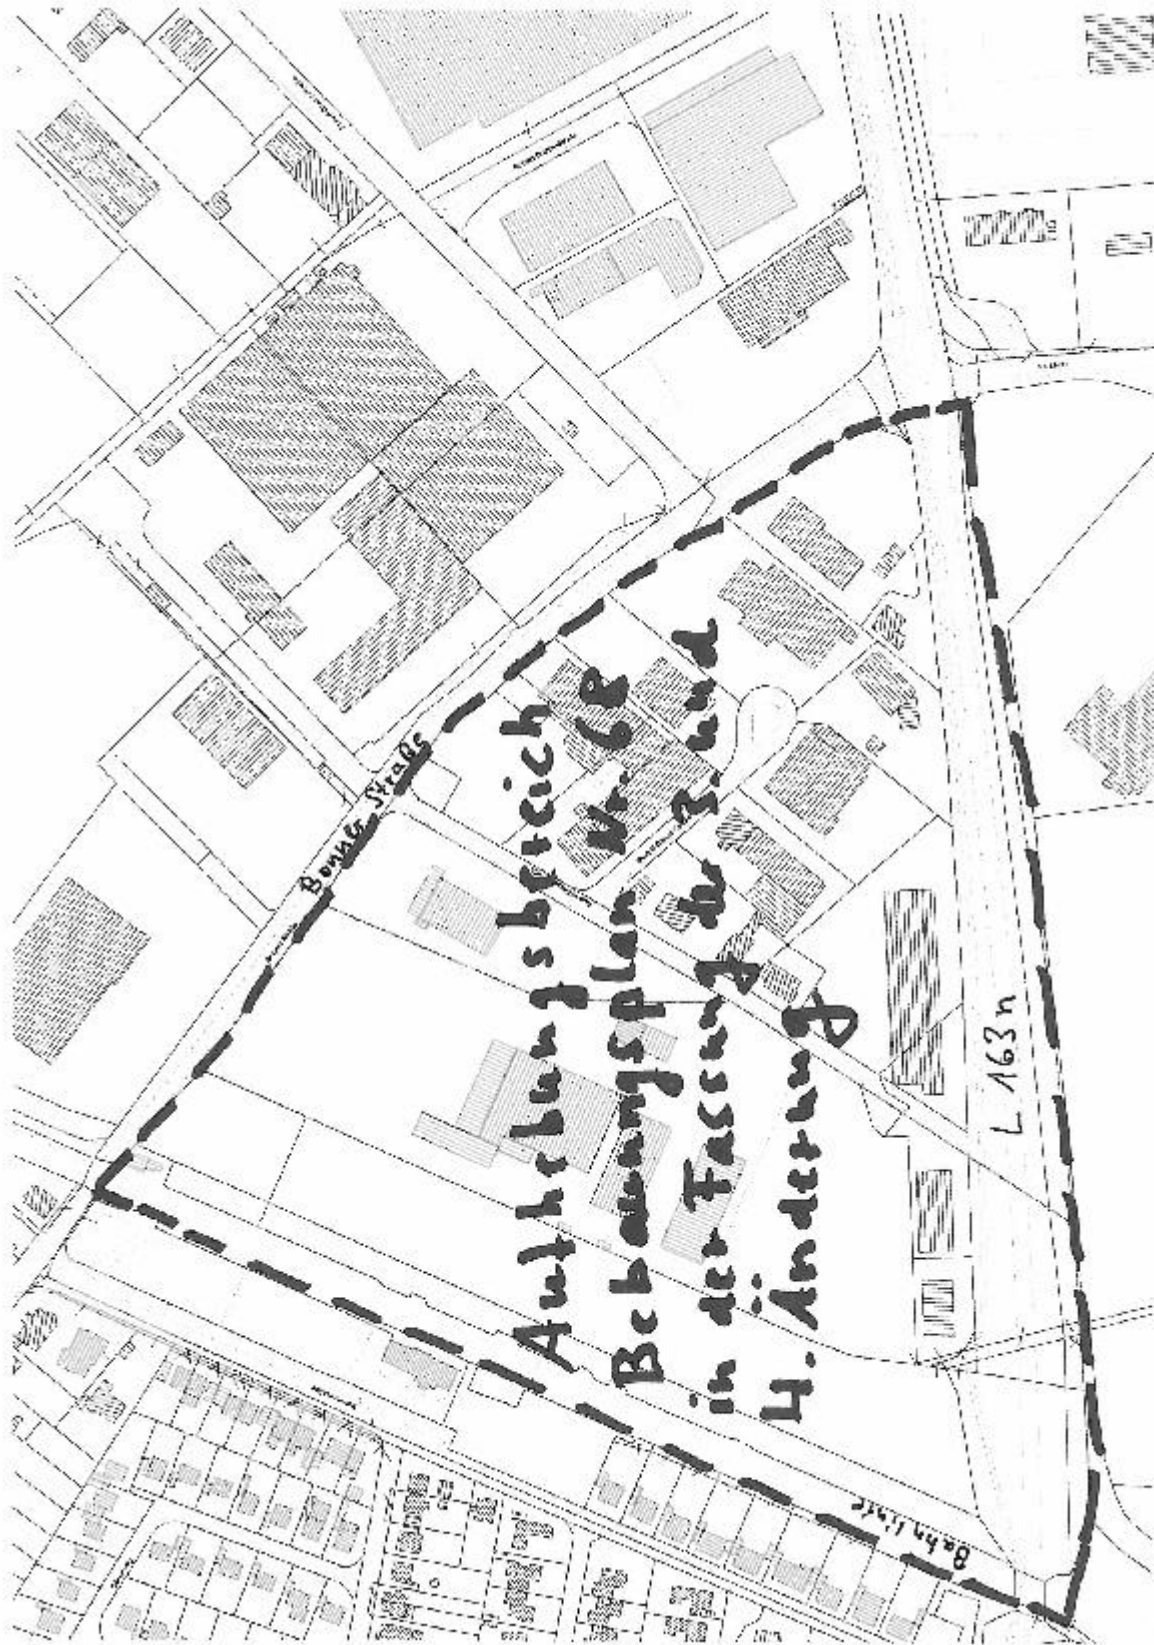 Aufhebungsbereich
Bebauungsplan Nr. 68
in der Fassung der 3. und
4. Änderung
Bonner Straße
L 163n
Bahnlinie